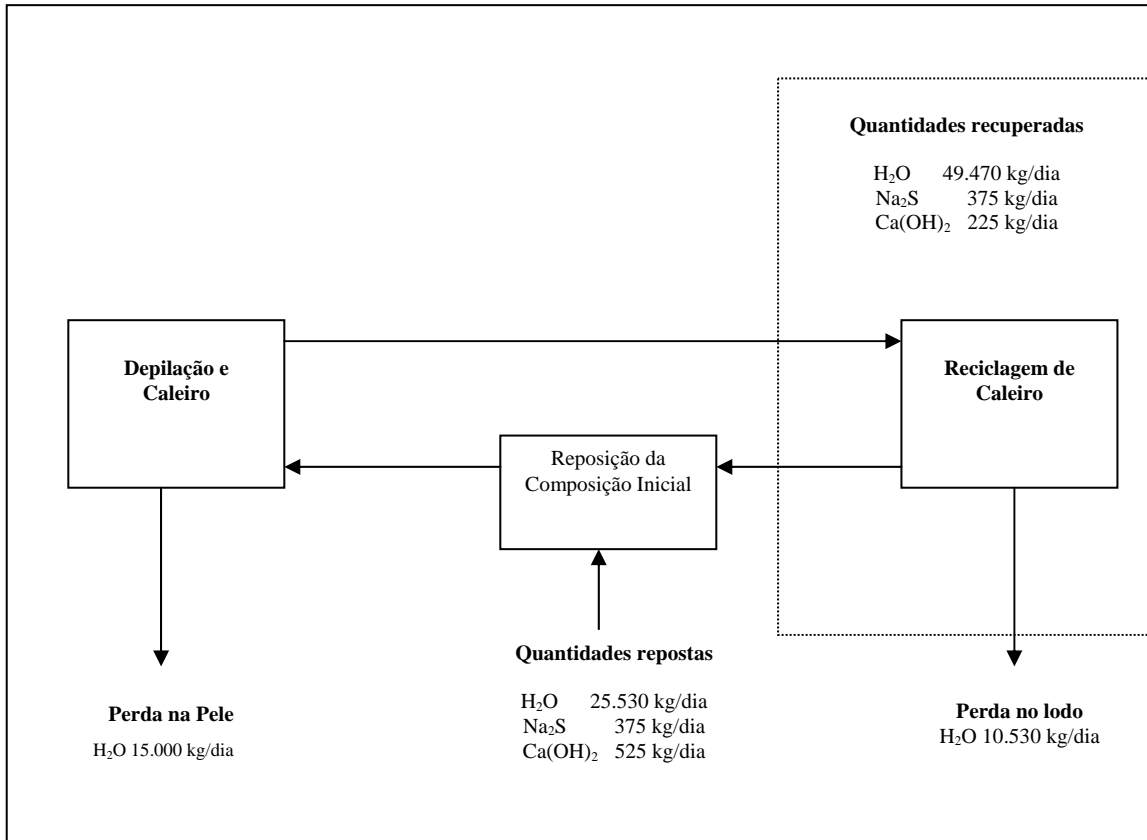 Quantidades recuperadas
H₂O 49.470 kg/dia
Na₂S 375 kg/dia
Ca(OH)₂ 225 kg/dia
Depilação e
Caleiro
Reciclagem de
Caleiro
Reposição da
Composição Inicial
Quantidades repostas
H₂O 25.530 kg/dia
Na₂S 375 kg/dia
Ca(OH)₂ 525 kg/dia
Perda na Pele
H₂O 15.000 kg/dia
Perda no lodo
H₂O 10.530 kg/dia